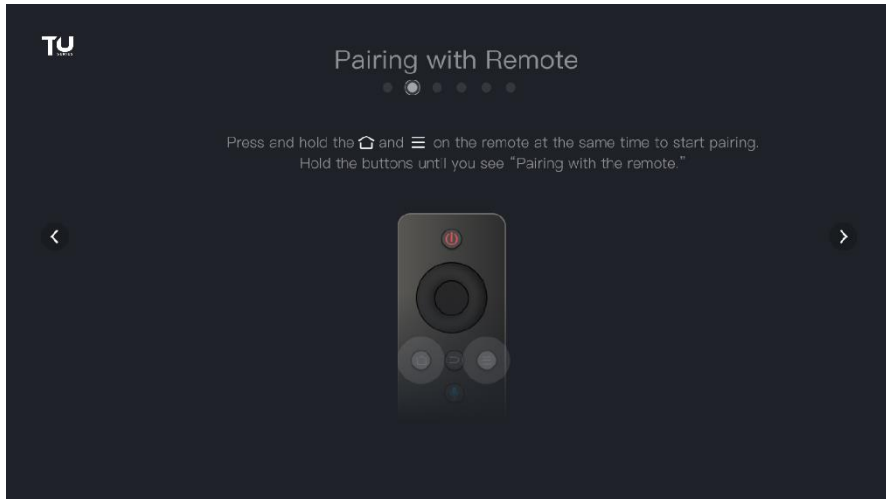 TU
Pairing with Remote
Press and hold the and on the remote at the same time to start pairing.
Hold the buttons until you see “Pairing with the remote.”